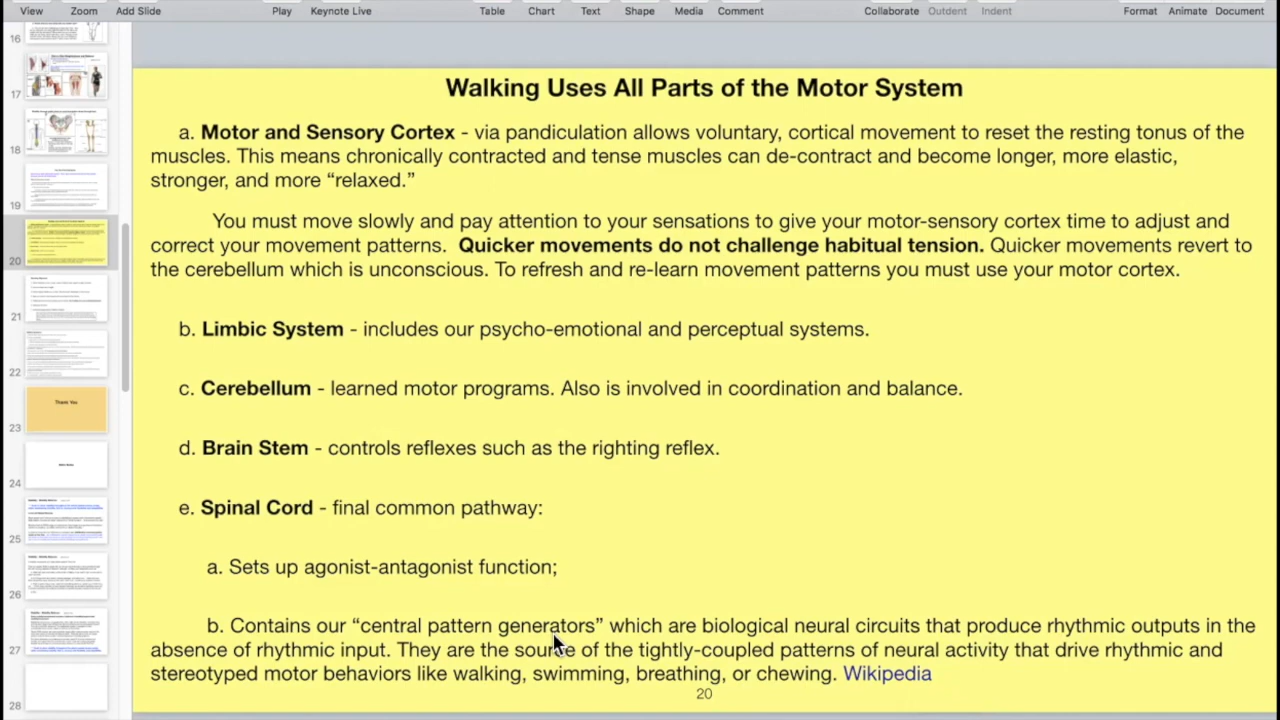 View Zoom Add Slide Play Keynote Live Table Chart Text Shape Media Comment Collaborate Outdent Indent Format Animate Document
16
17
18
19
20
21
22
Thank You
23
24
25
26
27
28
Walking Uses All Parts of the Motor System
a. Motor and Sensory Cortex - via pandiculation allows voluntary, cortical movement to reset the resting tonus of the
muscles. This means chronically contracted and tense muscles can de-contract and become longer, more elastic,
stronger, and more “relaxed.”
You must move slowly and pay attention to your sensations to give your motor-sensory cortex time to adjust and
correct your movement patterns. Quicker movements do not challenge habitual tension. Quicker movements revert to
the cerebellum which is unconscious. To refresh and re-learn movement patterns you must use your motor cortex.
b. Limbic System - includes our psycho-emotional and perceptual systems.
c. Cerebellum - learned motor programs. Also is involved in coordination and balance.
d. Brain Stem - controls reflexes such as the righting reflex.
e. Spinal Cord - final common pathway:
a. Sets up agonist-antagonist function;
b. Contains our “central pattern generators” which are biological neural circuits that produce rhythmic outputs in the
absence of rhythmic input. They are the source of the tightly-coupled patterns of neural activity that drive rhythmic and
stereotyped motor behaviors like walking, swimming, breathing, or chewing. Wikipedia
20